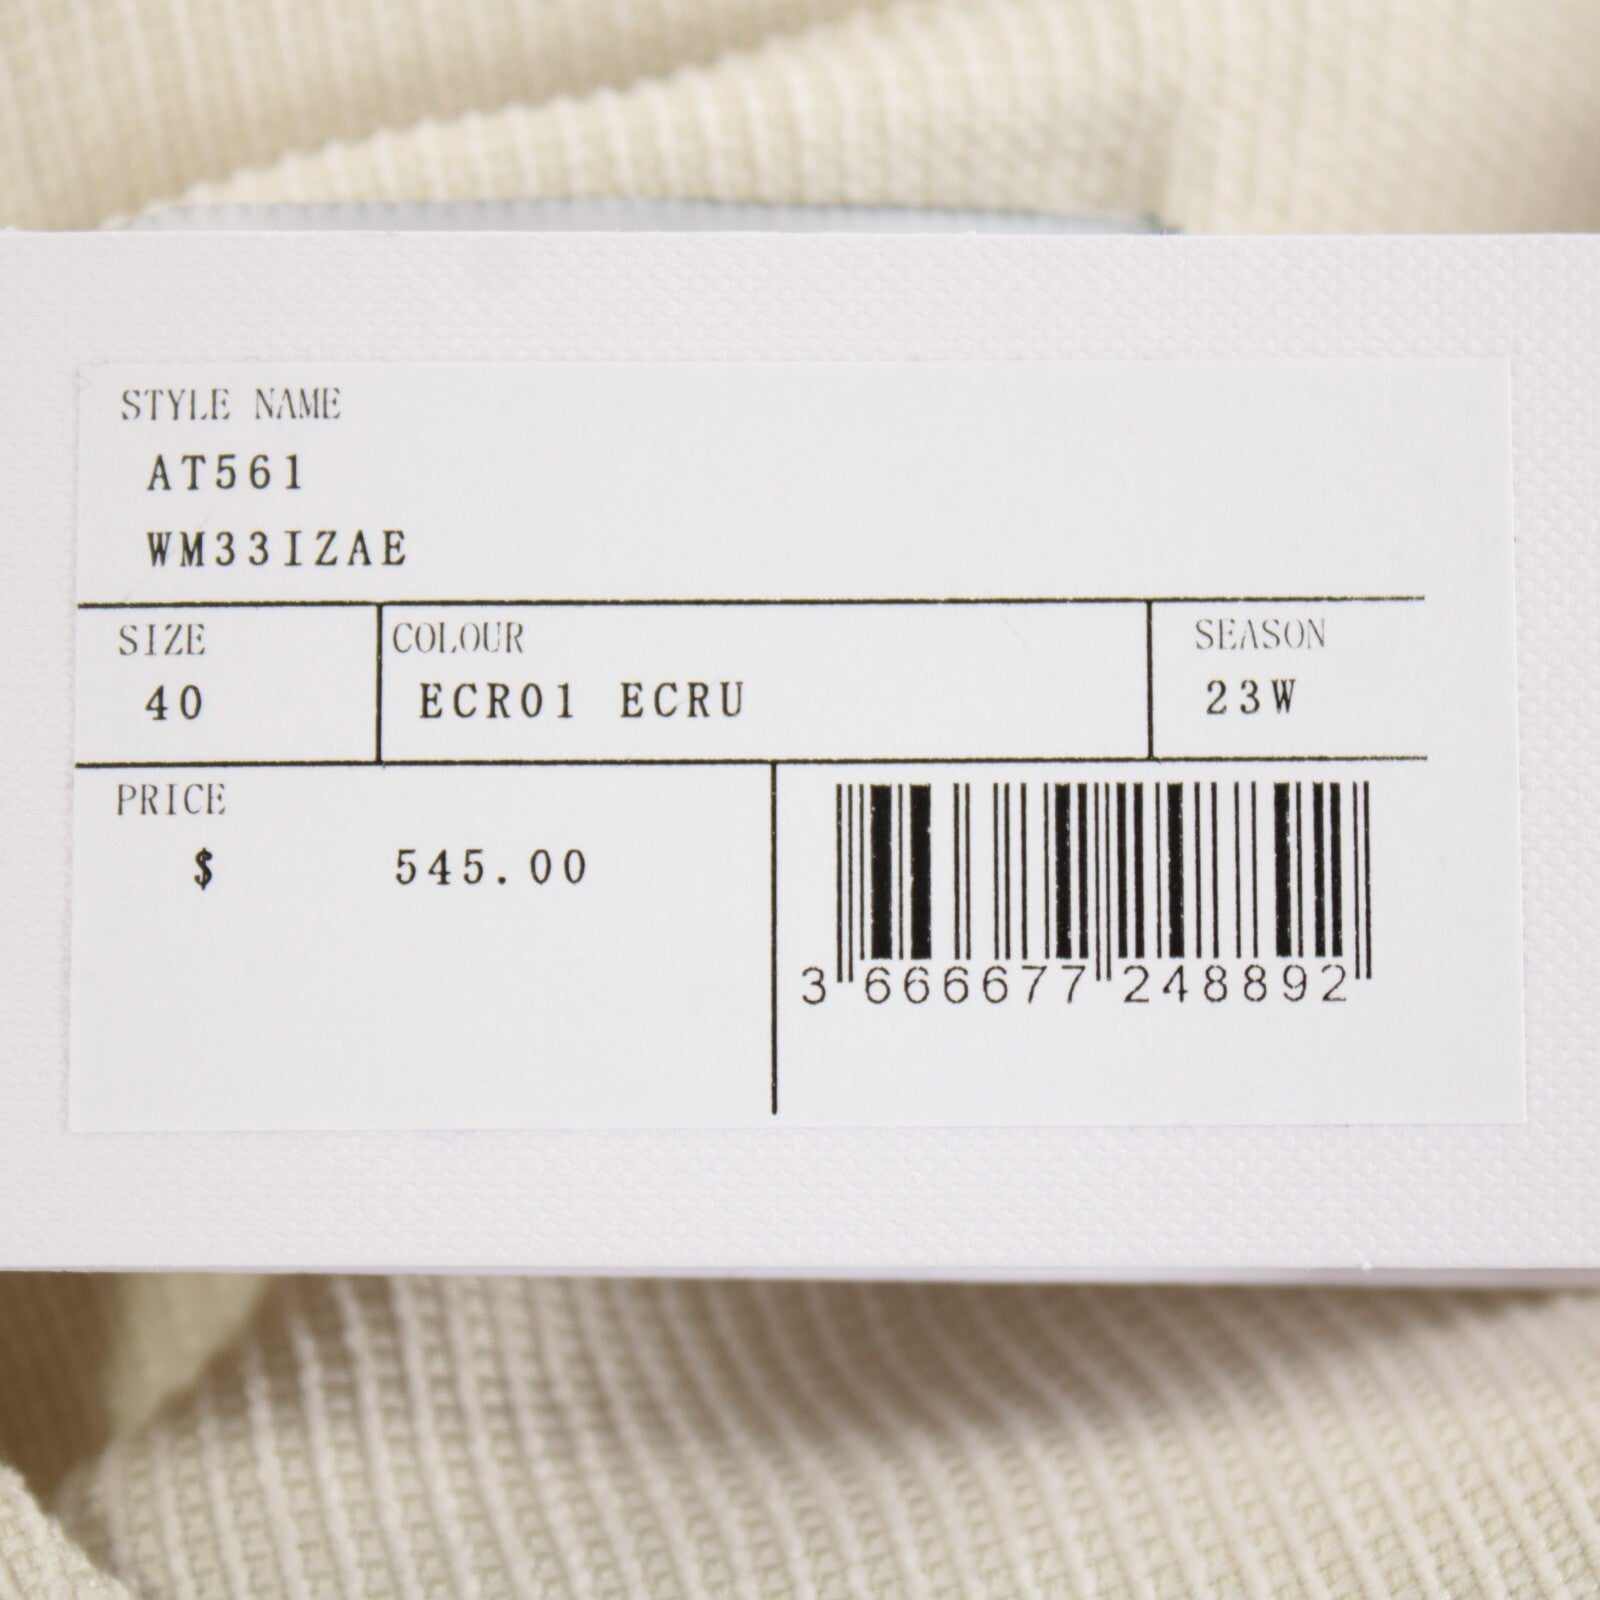 STYLE NAME
AT561
WM33IZAE
SIZE
40
COLOUR
ECR01 ECRU
SEASON
23W
PRICE
$ 545.00
3 666677 248892